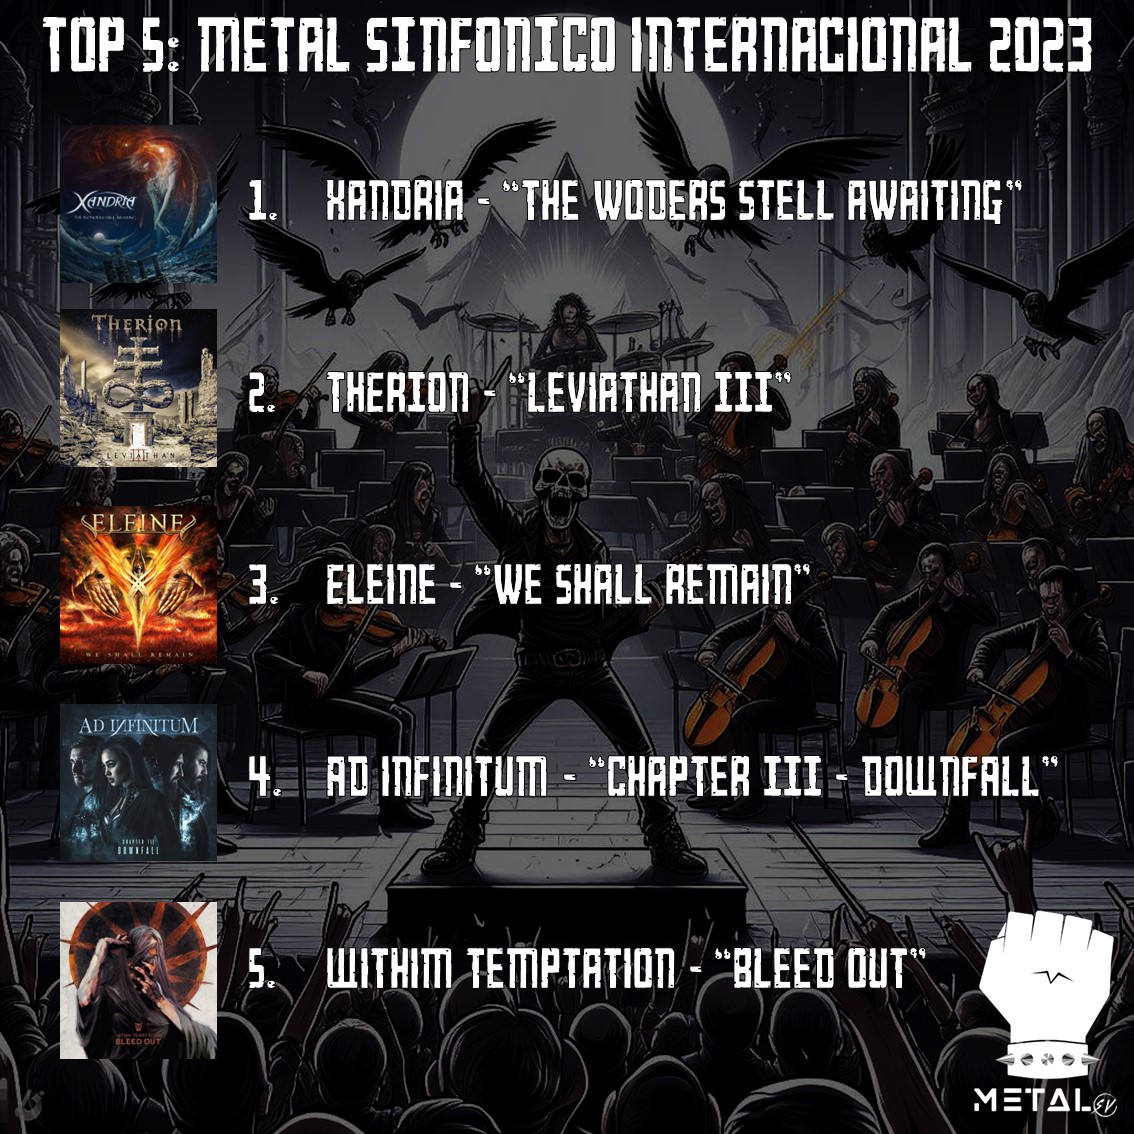 TOP 5: METAL SINFONICO INTERNACIONAL 2023
XANDRIA
THE WONDERS STILL AWAITING
1. XANDRIA - "THE WODERS STELL AWAITING"
THERION
LEVIATHAN
2. THERION - "LEVIATHAN III"
ELEINE
WE SHALL REMAIN
3. ELEINE - "WE SHALL REMAIN"
AD INFINITUM
CHAPTER III
DOWNFALL
4. AD INFINITUM - "CHAPTER III - DOWNFALL"
WITHIN TEMPTATION
BLEED OUT
5. WITHIM TEMPTATION - "BLEED OUT"
METAL SV